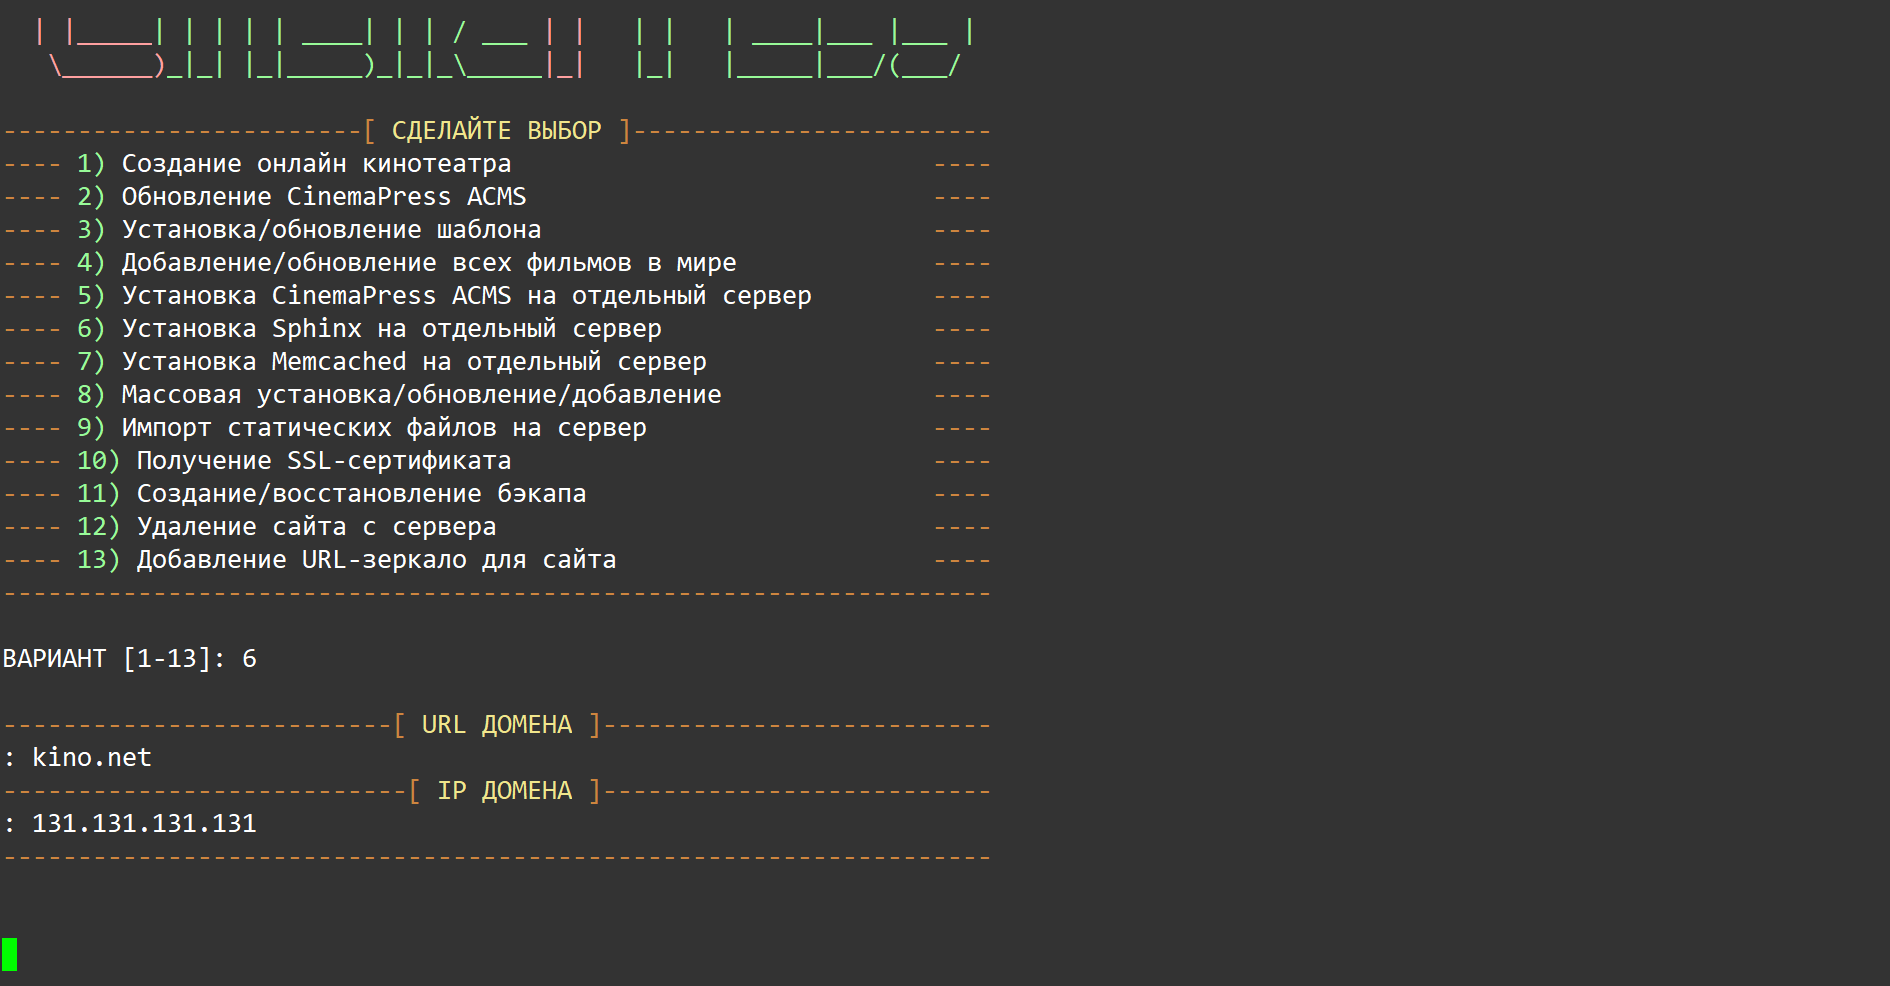 ------------------------[ СДЕЛАЙТЕ ВЫБОР ]------------------------
---- 1) Создание онлайн кинотеатра ----
---- 2) Обновление CinemaPress ACMS ----
---- 3) Установка/обновление шаблона ----
---- 4) Добавление/обновление всех фильмов в мире ----
---- 5) Установка CinemaPress ACMS на отдельный сервер ----
---- 6) Установка Sphinx на отдельный сервер ----
---- 7) Установка Memcached на отдельный сервер ----
---- 8) Массовая установка/обновление/добавление ----
---- 9) Импорт статических файлов на сервер ----
---- 10) Получение SSL-сертификата ----
---- 11) Создание/восстановление бэкапа ----
---- 12) Удаление сайта с сервера ----
---- 13) Добавление URL-зеркало для сайта ----
------------------------------------------------------------------
ВАРИАНТ [1-13]: 6
--------------------------[ URL ДОМЕНА ]--------------------------
: kino.net
---------------------------[ IP ДОМЕНА ]--------------------------
: 131.131.131.131
------------------------------------------------------------------